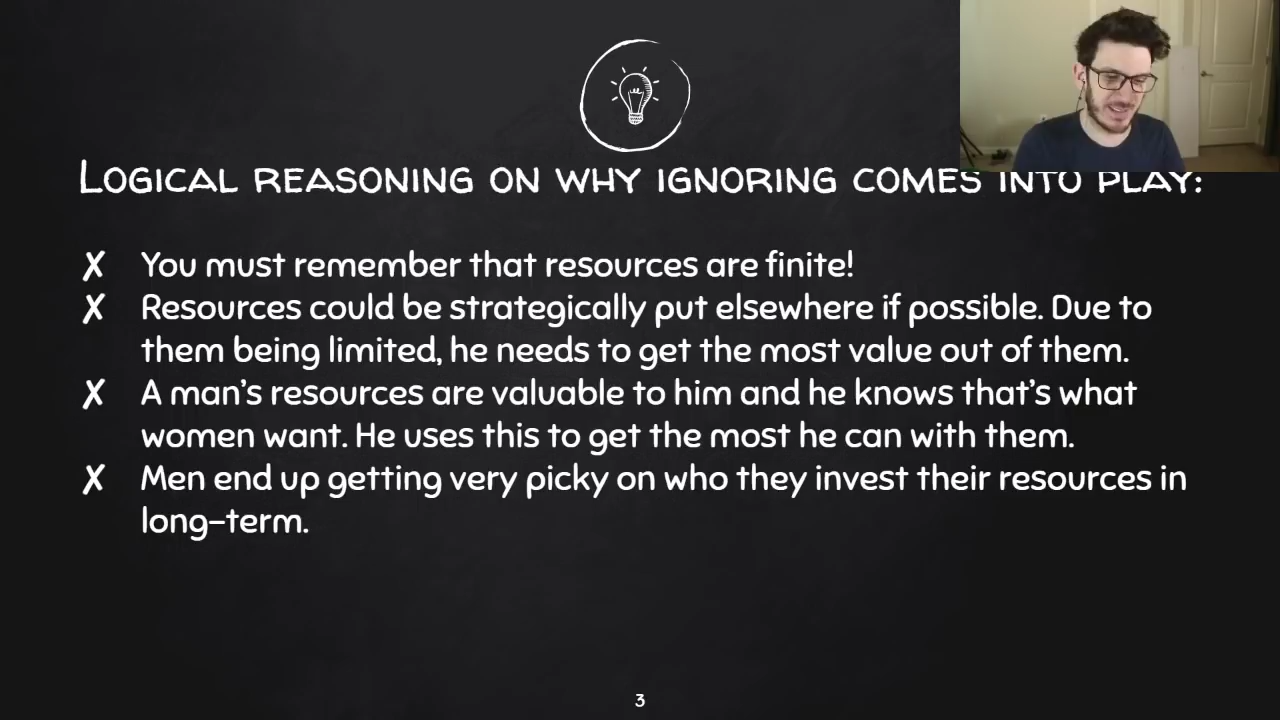 Logical reasoning on why ignoring comes into play:
✗ You must remember that resources are finite!
✗ Resources could be strategically put elsewhere if possible. Due to
them being limited, he needs to get the most value out of them.
✗ A man’s resources are valuable to him and he knows that’s what
women want. He uses this to get the most he can with them.
✗ Men end up getting very picky on who they invest their resources in
long-term.
3